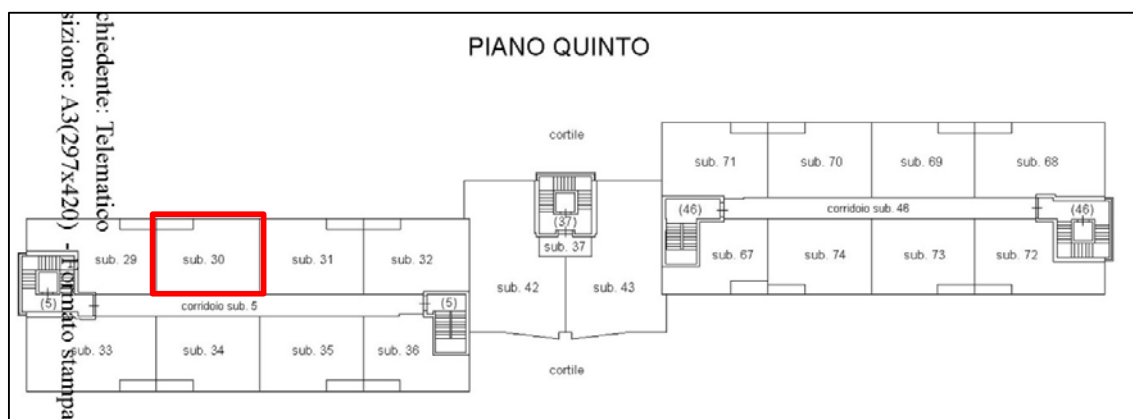 chiedente: Telematico
sizione: A3(297x420) - Formato stampa
PIANO QUINTO
cortile
sub. 71
sub. 70
sub. 69
sub. 68
(37)
(46)
corridoio sub. 46
(46)
sub. 29
sub. 30
sub. 31
sub. 32
sub. 37
sub. 67
sub. 74
sub. 73
sub. 72
sub. 42
sub. 43
(5)
corridoio sub. 5
(5)
sub. 33
sub. 34
sub. 35
sub. 36
cortile